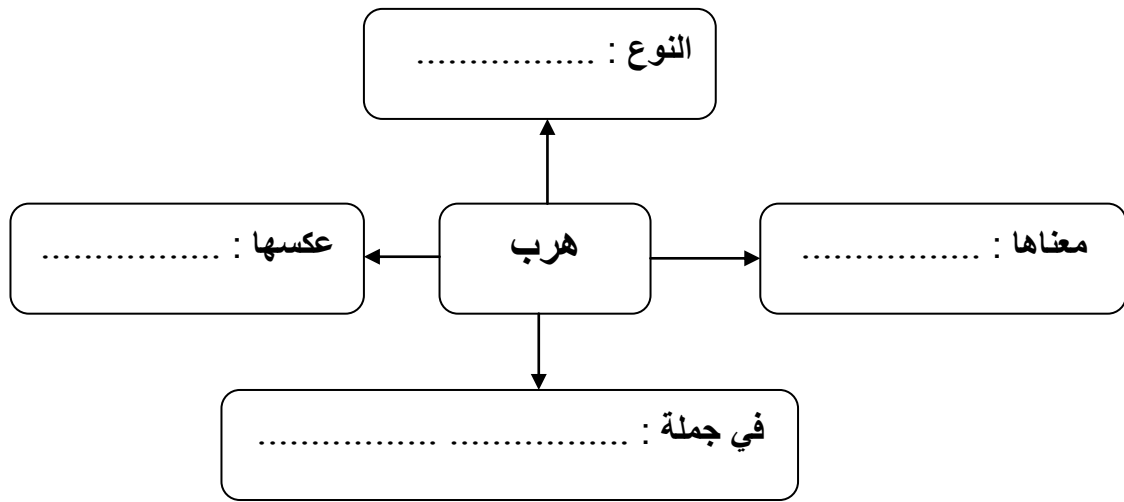 النوع : .................
معناها : .................
هرب
عكسها : .................
في جملة : ................. .................